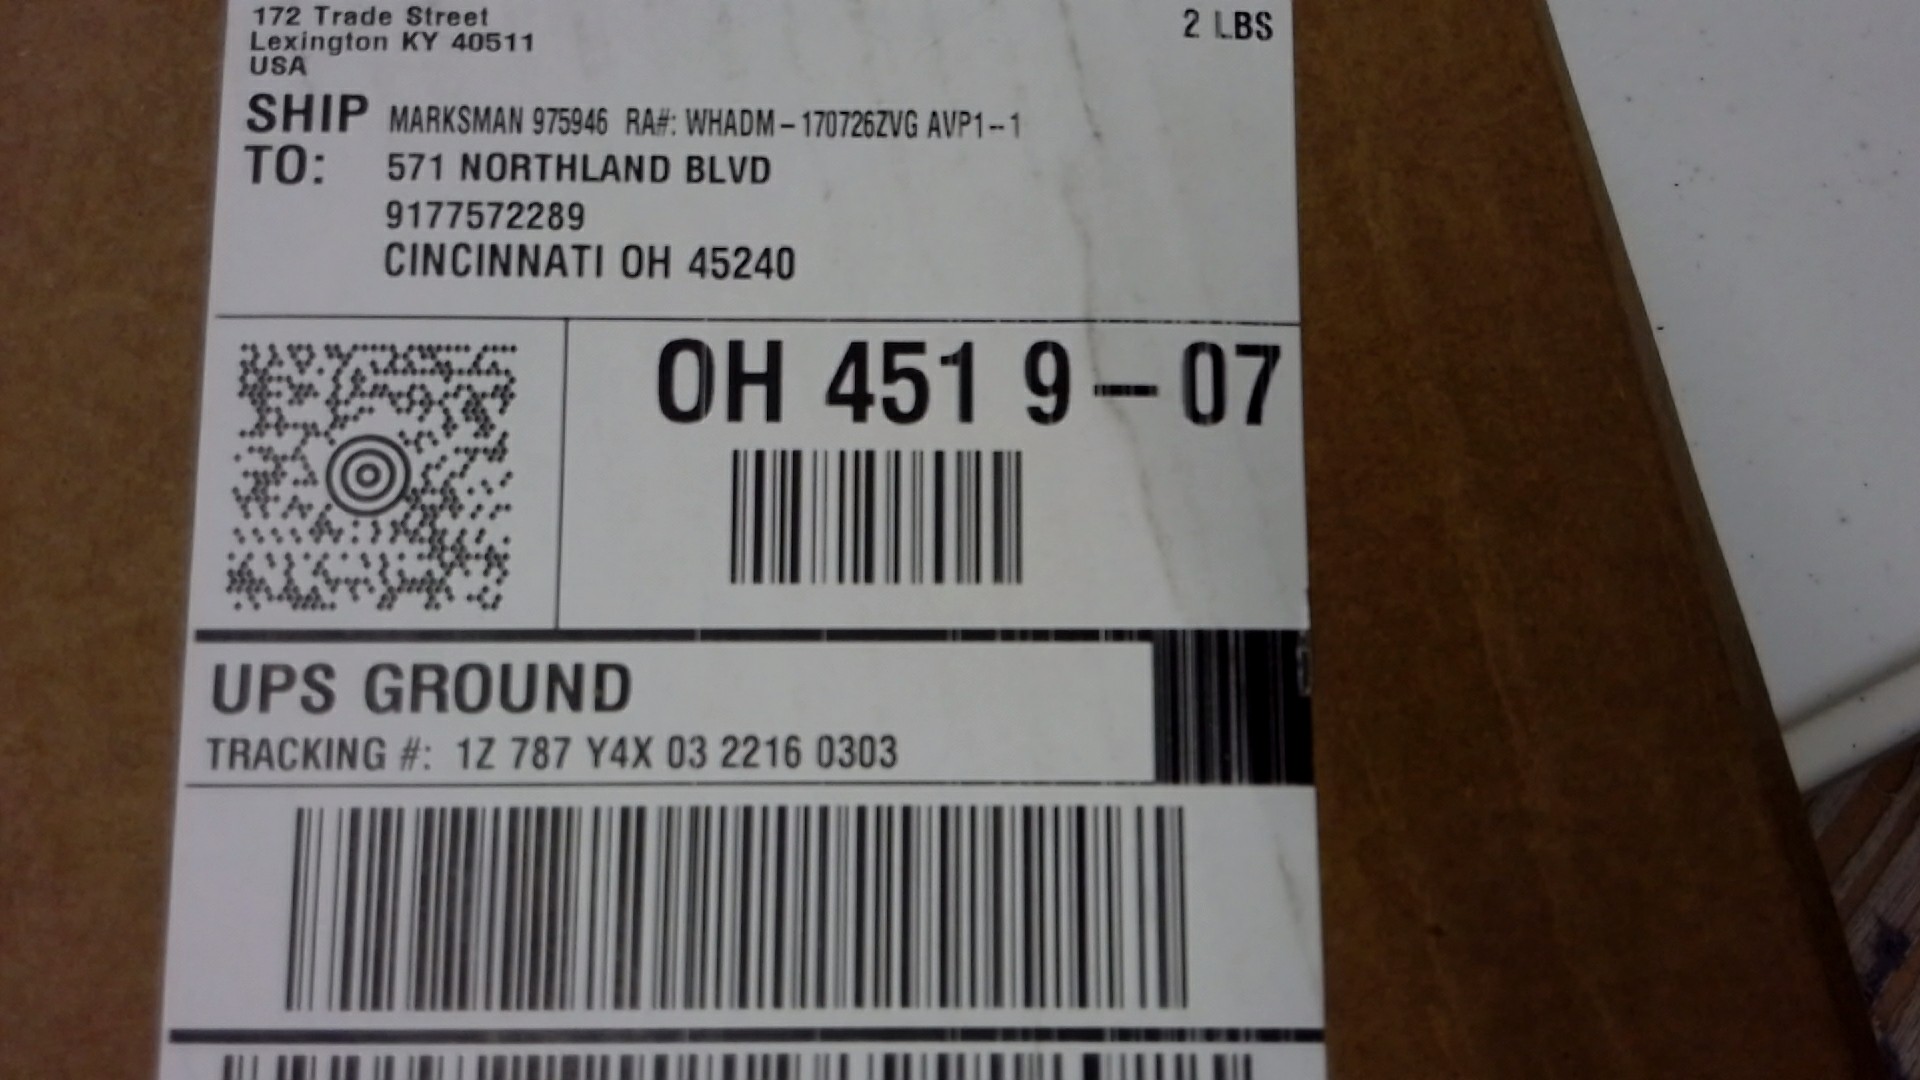 172 Trade Street
Lexington KY 40511
USA
2 LBS
SHIP TO:
MARKSMAN 975946 RA#: WHADM-170726ZVG AVP1--1
571 NORTHLAND BLVD
9177572289
CINCINNATI OH 45240
OH 451 9-07
UPS GROUND
TRACKING #: 1Z 787 Y4X 03 2216 0303